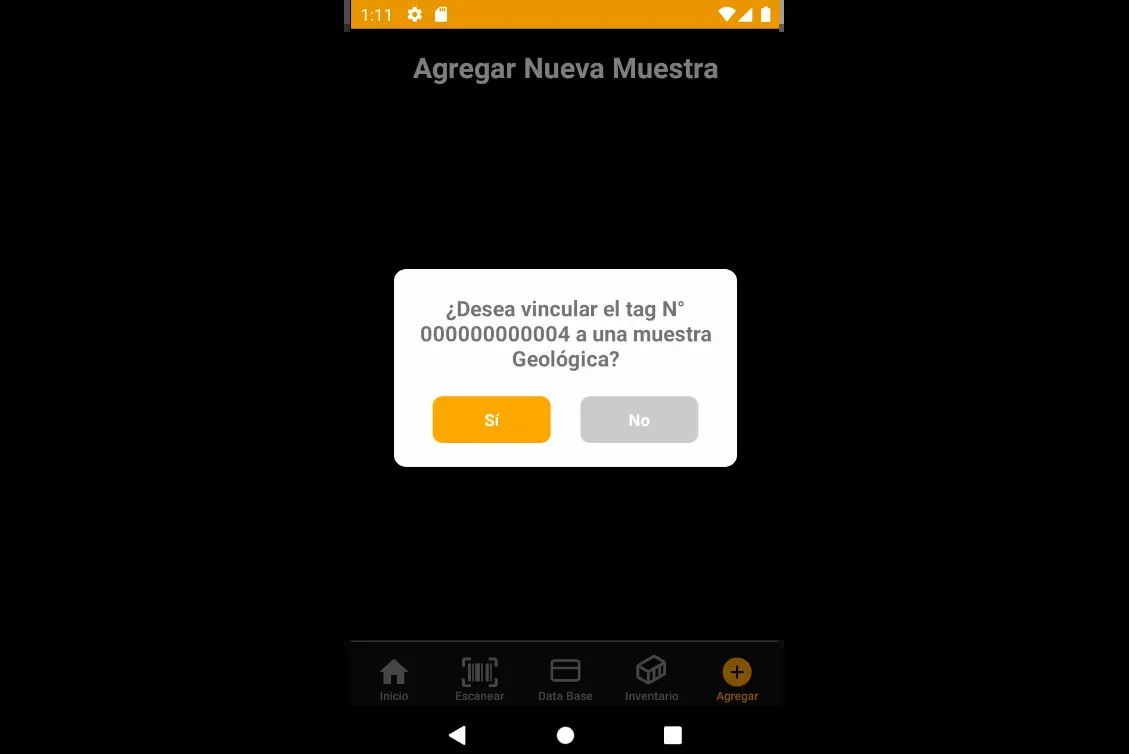 1:11
Agregar Nueva Muestra
¿Desea vincular el tag N°
000000000004 a una muestra
Geológica?
Sí
No
Inicio
Escanear
Data Base
Inventario
Agregar